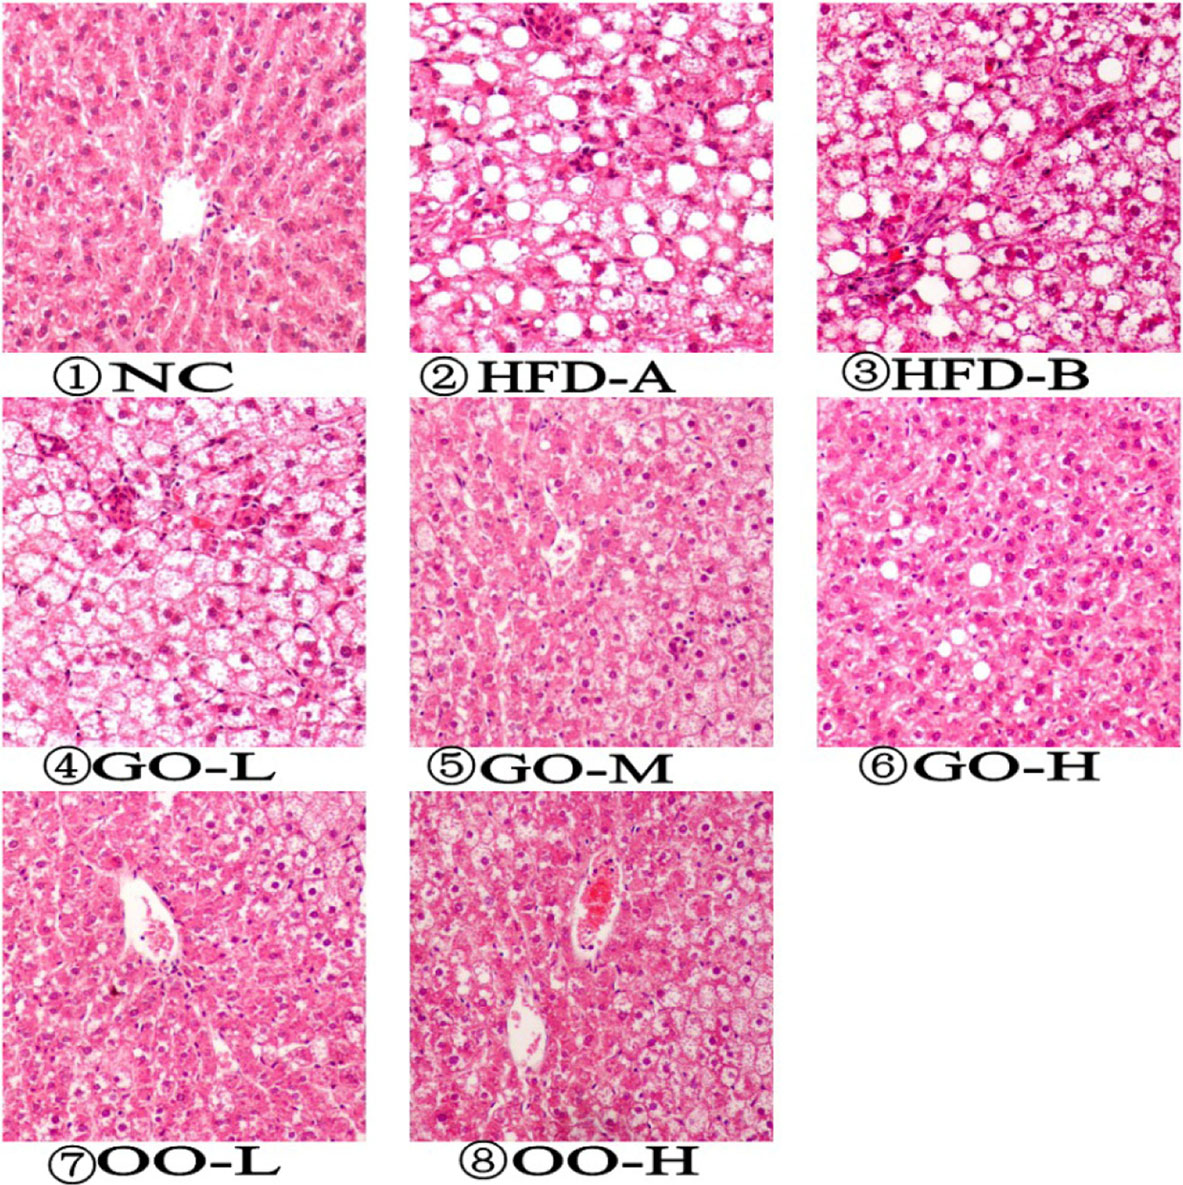 ①NC
②HFD-A
③HFD-B
④GO-L
⑤GO-M
⑥GO-H
⑦OO-L
⑧OO-H